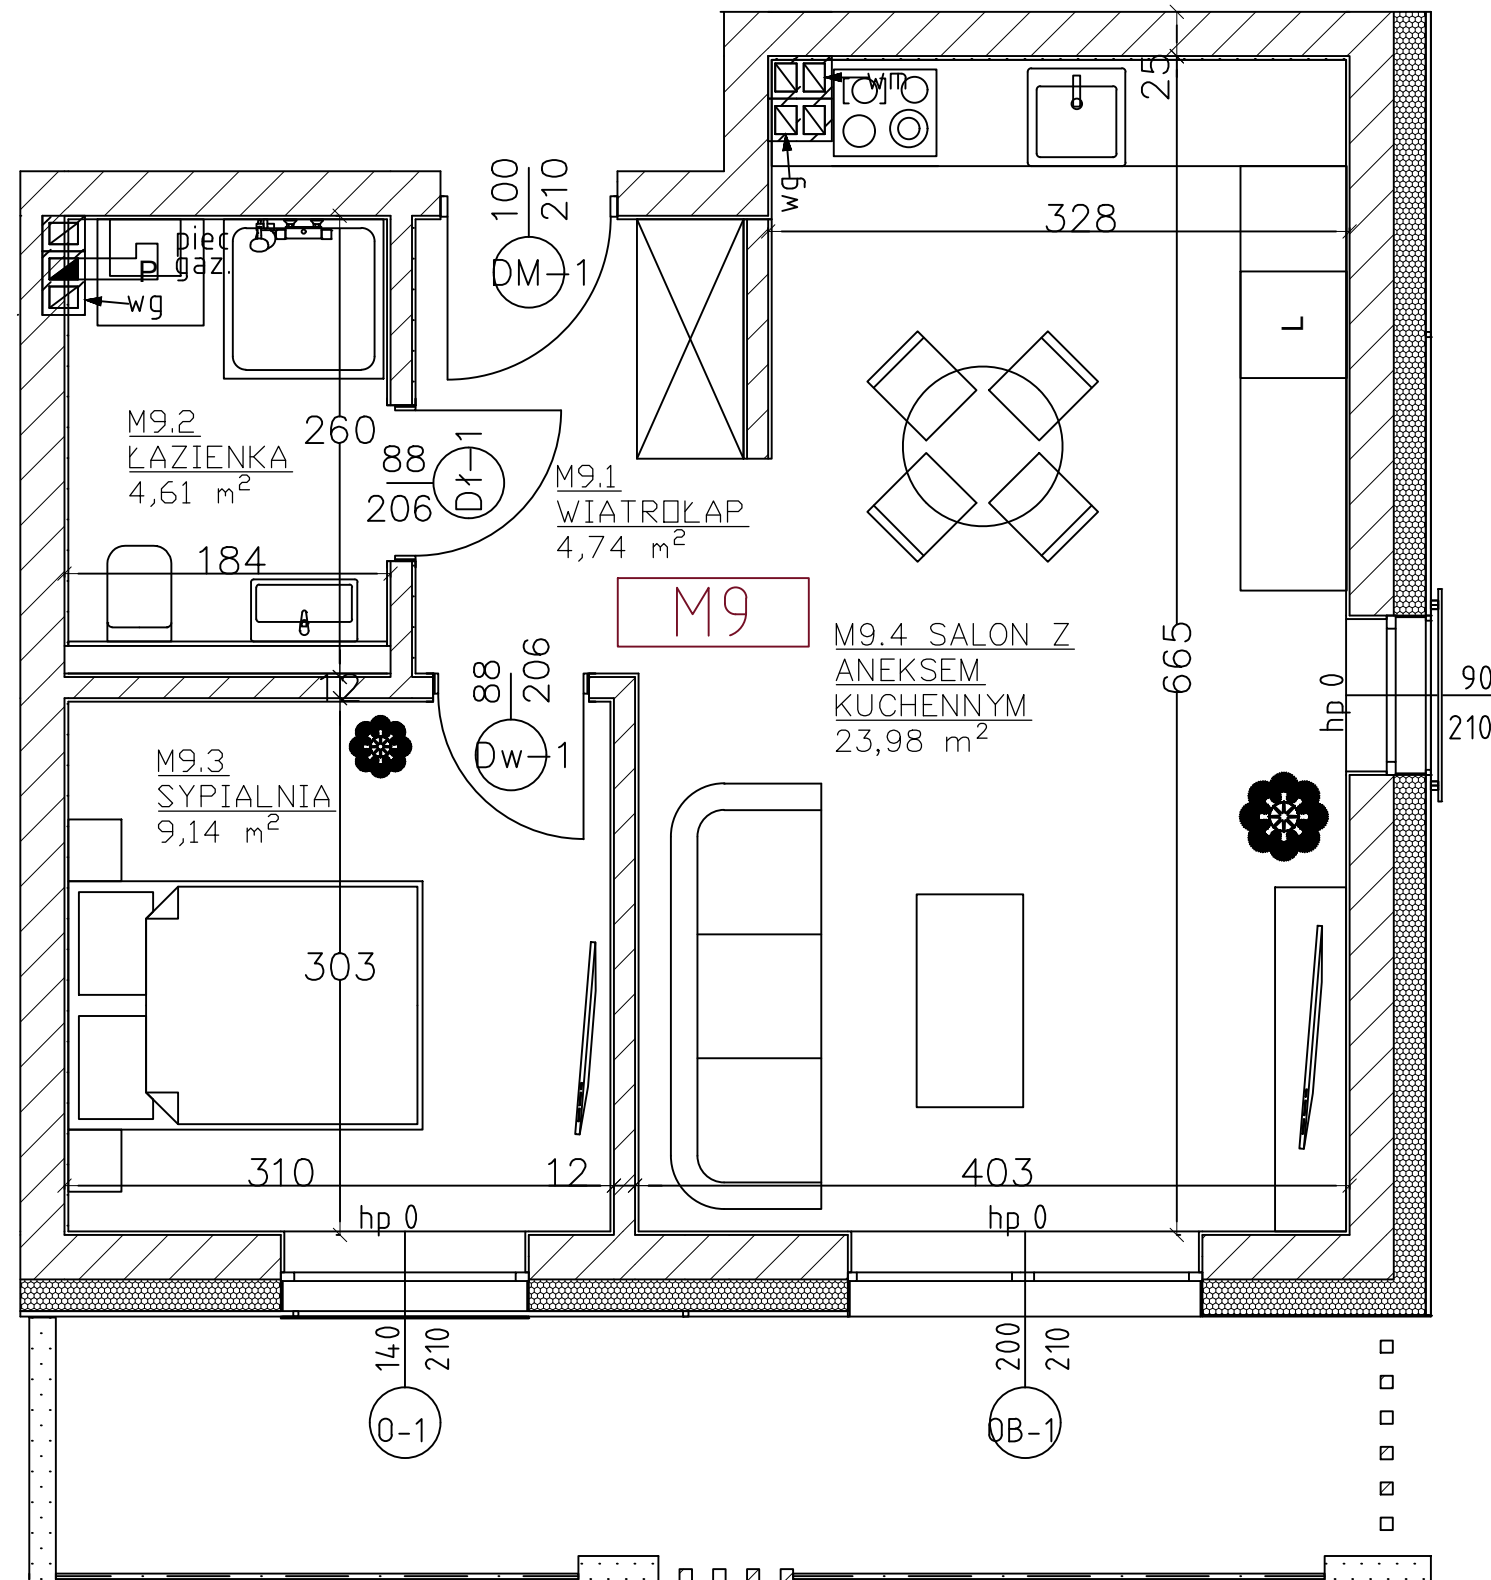 25
wm
wg
328
100
210
DM-1
piec
gaz.
P
wg
L
M9.2
ŁAZIENKA
4,61 m²
260
88
206
Dł-1
M9.1
WIATROŁAP
4,74 m²
184
M9
M9.4 SALON Z
ANEKSEM
KUCHENNYM
23,98 m²
665
hp 0
90
210
12
88
206
Dw-1
M9.3
SYPIALNIA
9,14 m²
303
310
12
403
hp 0
hp 0
140
210
200
210
O-1
OB-1